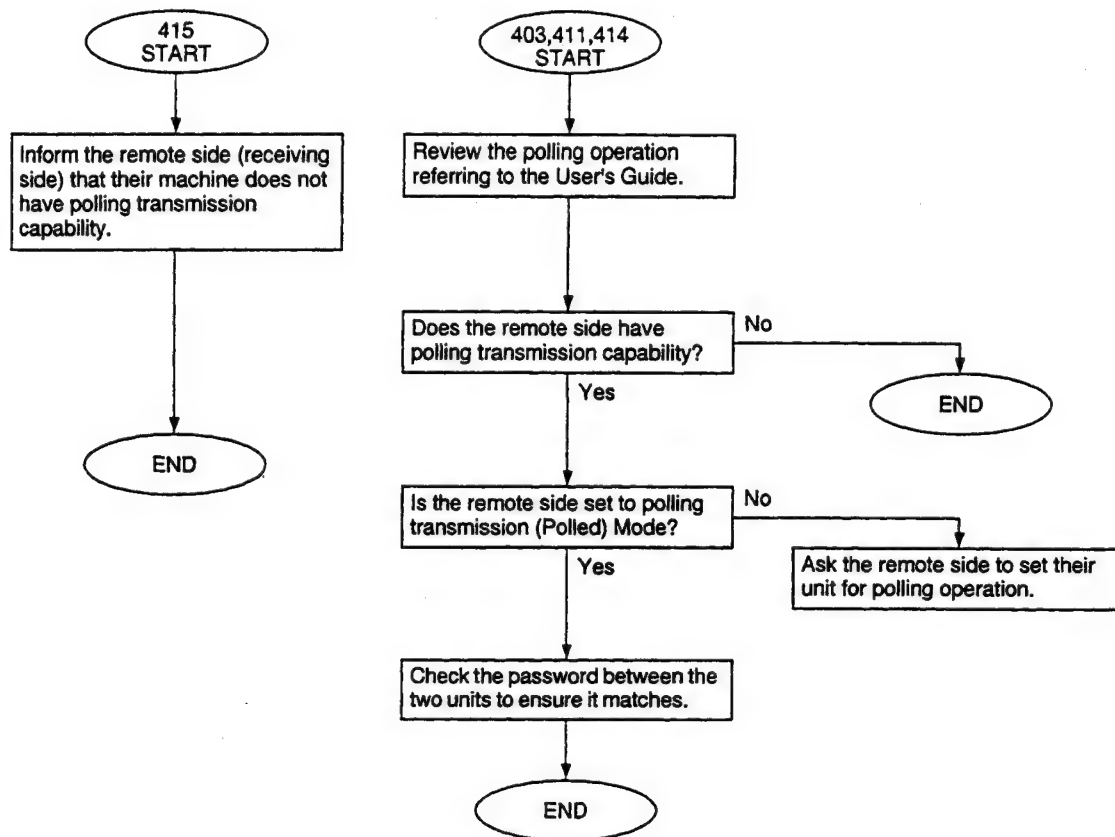 415
START
Inform the remote side (receiving
side) that their machine does not
have polling transmission
capability.
END
403,411,414
START
Review the polling operation
referring to the User's Guide.
Does the remote side have
polling transmission capability?
No
END
Yes
Is the remote side set to polling
transmission (Polled) Mode?
No
Ask the remote side to set their
unit for polling operation.
Yes
Check the password between the
two units to ensure it matches.
END